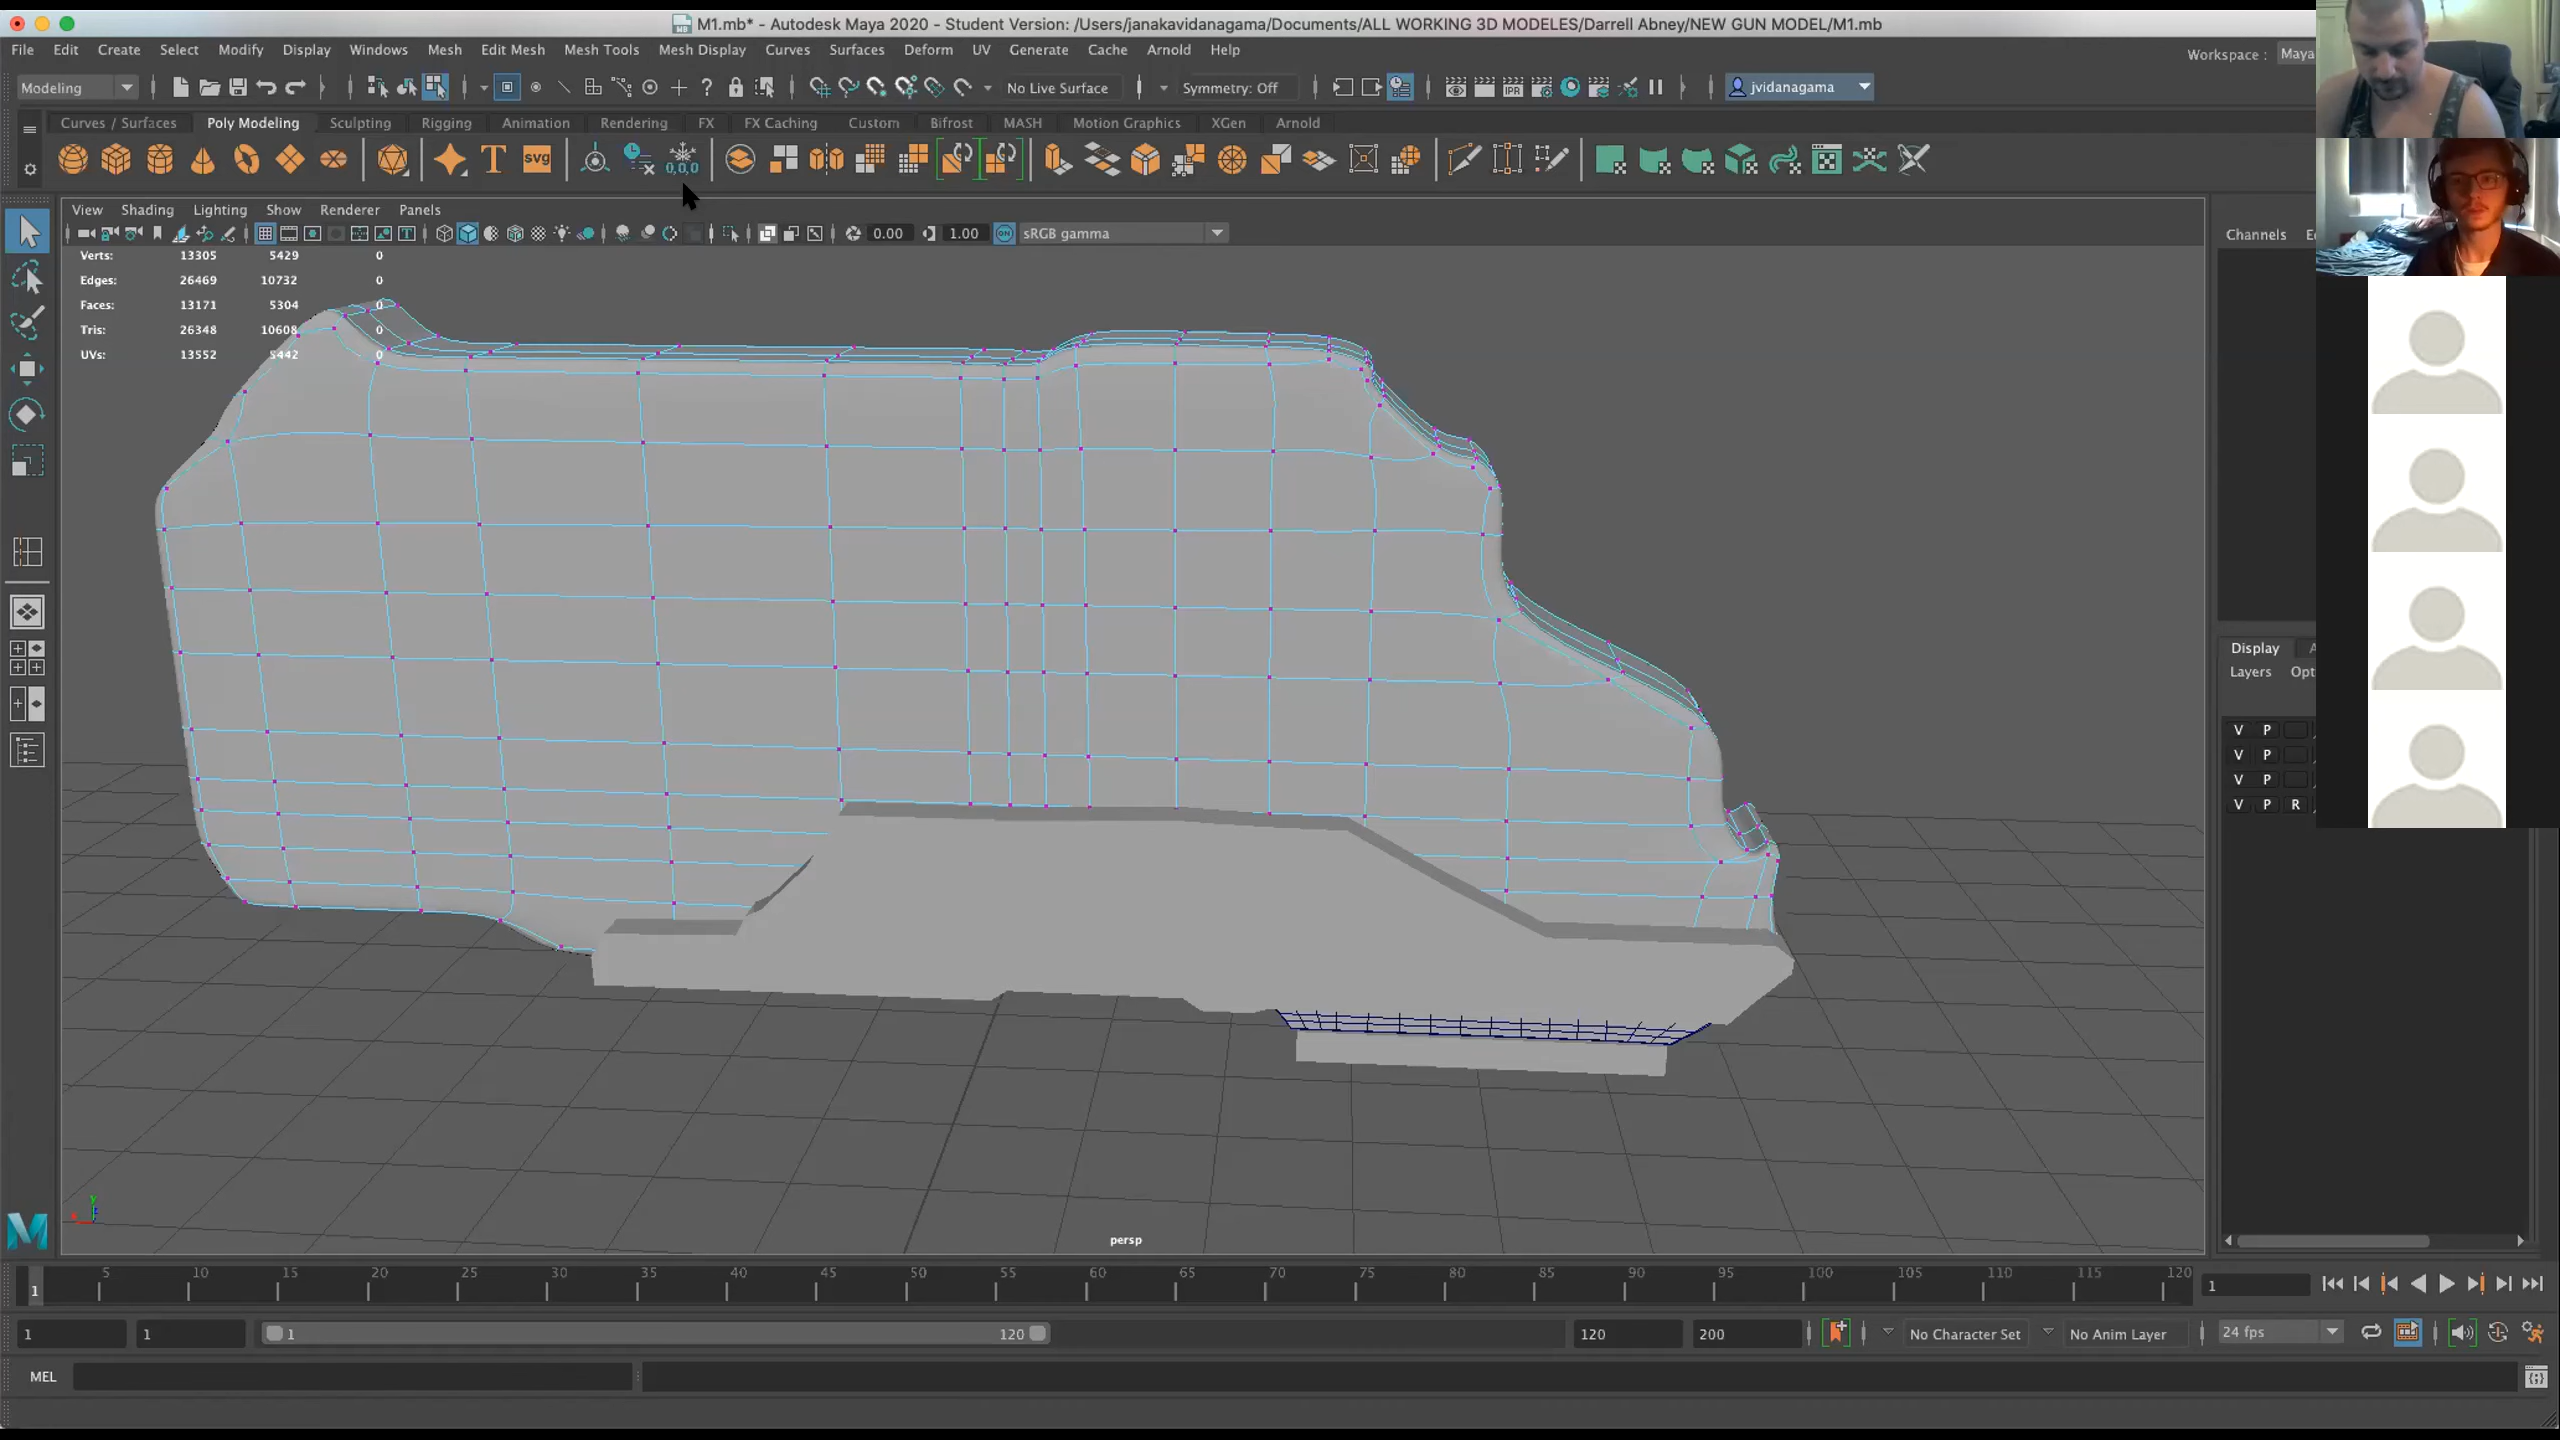 M1.mb* - Autodesk Maya 2020 - Student Version: /Users/janakavidanagama/Documents/ALL WORKING 3D MODELES/Darrell Abney/NEW GUN MODEL/M1.mb
File Edit Create Select Modify Display Windows Mesh Edit Mesh Mesh Tools Mesh Display Curves Surfaces Deform UV Generate Cache Arnold Help
Workspace : Maya
Modeling No Live Surface Symmetry: Off jvidanagama
Curves / Surfaces Poly Modeling Sculpting Rigging Animation Rendering FX FX Caching Custom Bifrost MASH Motion Graphics XGen Arnold
T svg 0,0,0
View Shading Lighting Show Renderer Panels
0.00 1.00 ON sRGB gamma
Channels
Verts: 13305 5429 0
Edges: 26469 10732 0
Faces: 13171 5304 0
Tris: 26348 10608 0
UVs: 13552 5442 0
Display
Layers
V P
V P
V P
V P R
persp
5 10 15 20 25 30 35 40 45 50 55 60 65 70 75 80 85 90 95 100 105 110 115 120
1 1
1 1 1 120 120 200 No Character Set No Anim Layer 24 fps
MEL